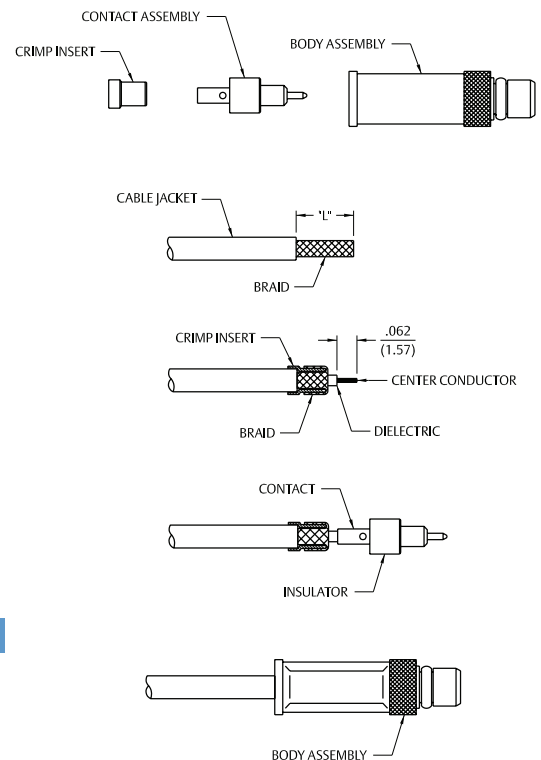 CONTACT ASSEMBLY
BODY ASSEMBLY
CRIMP INSERT
CABLE JACKET
"L"
BRAID
CRIMP INSERT
.062
(1.57)
CENTER CONDUCTOR
BRAID
DIELECTRIC
CONTACT
INSULATOR
BODY ASSEMBLY